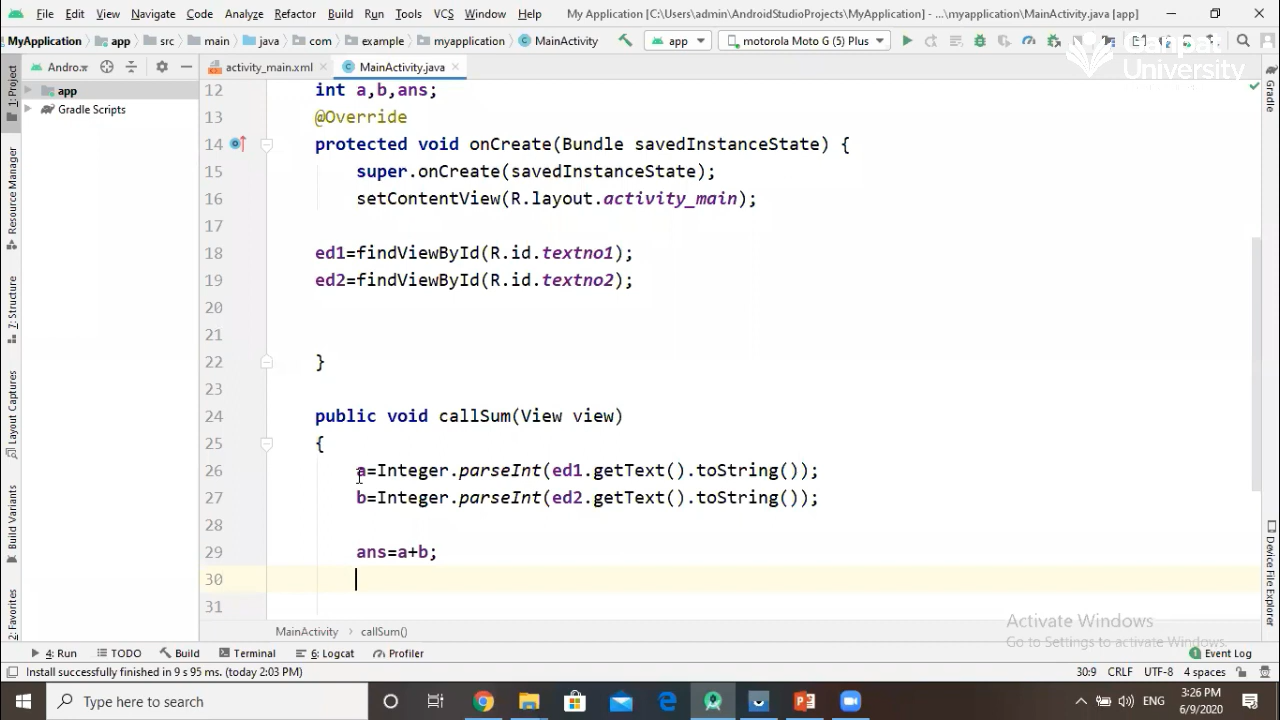 File Edit View Navigate Code Analyze Refactor Build Run Tools VCS Window Help My Application [C:\Users\admin\AndroidStudioProjects\MyApplication] - ...\myapplication\MainActivity.java [app]
MyApplication app src main java com example myapplication MainActivity app motorola Moto G (5) Plus
Ganpat
University
Andro... activity_main.xml MainActivity.java
app
Gradle Scripts
1: Project
Resource Manager
7: Structure
Layout Captures
Build Variants
2: Favorites
Gradle
Device File Explorer
12 int a,b,ans;
13 @Override
14 protected void onCreate(Bundle savedInstanceState) {
15 super.onCreate(savedInstanceState);
16 setContentView(R.layout.activity_main);
17
18 ed1=findViewById(R.id.textno1);
19 ed2=findViewById(R.id.textno2);
20
21
22 }
23
24 public void callSum(View view)
25 {
26 a=Integer.parseInt(ed1.getText().toString());
27 b=Integer.parseInt(ed2.getText().toString());
28
29 ans=a+b;
30
31
Activate Windows
Go to Settings to activate Windows.
MainActivity callSum()
4: Run TODO Build Terminal 6: Logcat Profiler 1 Event Log
Install successfully finished in 9 s 95 ms. (today 2:03 PM) 30:9 CRLF UTF-8 4 spaces
Type here to search ENG 3:26 PM
6/9/2020